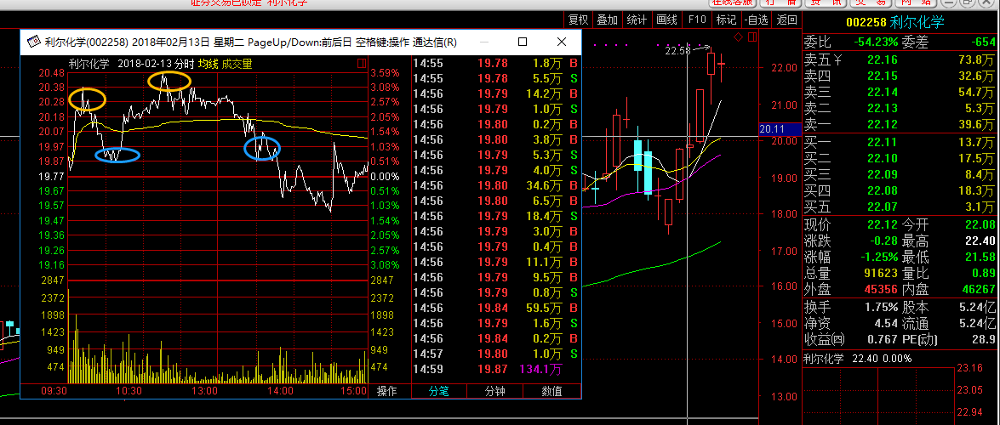 证券交易已锁定 利尔化学
在线客服 行 情 资 讯 交 易 网 站
复权 叠加 统计 画线 F10 标记 -自选 返回
利尔化学(002258) 2018年02月13日 星期二 PageUp/Down:前后日 空格键:操作 通达信(R)
利尔化学 2018-02-13 分时 均线 成交量
20.48 3.59%
20.38 3.08%
20.28 2.57%
20.18 2.05%
20.07 1.54%
19.97 1.03%
19.87 0.51%
19.77 0.00%
19.67 0.51%
19.57 1.03%
19.47 1.54%
19.36 2.05%
19.26 2.57%
19.16 3.08%
2847 2847
2372 2372
1898 1898
1423 1423
949 949
474 474
09:30 10:30 13:00 14:00 15:00
14:55 19.78 1.8万 B
14:55 19.78 5.5万 S
14:56 19.78 14.2万 B
14:56 19.78 1.0万 S
14:56 19.80 0.2万 B
14:56 19.80 3.8万 B
14:56 19.79 5.3万 S
14:56 19.79 4.0万 S
14:56 19.80 34.6万 B
14:56 19.80 6.5万 B
14:56 19.79 18.4万 S
14:56 19.79 3.0万 B
14:56 19.79 0.4万 B
14:56 19.79 11.1万 B
14:56 19.79 9.5万 B
14:56 19.79 0.8万 S
14:56 19.84 59.5万 B
14:56 19.79 1.6万 S
14:56 19.84 0.2万 B
14:57 19.80 1.0万 S
14:59 19.87 134.1万
操作 分笔 分钟 数值
22.58
22.00
21.00
20.11
20.00
19.00
18.00
17.00
16.00
15.00
14.00
13.00
002258 利尔化学
委比 -54.23% 委差 -654
卖五￥ 22.16 73.8万
卖四 22.15 32.6万
卖三 22.14 54.7万
卖二 22.13 5.3万
卖一 22.12 39.6万
买一 22.11 13.7万
买二 22.10 17.5万
买三 22.09 8.4万
买四 22.08 18.3万
买五 22.07 3.1万
现价 22.12 今开 22.08
涨跌 -0.28 最高 22.40
涨幅 -1.25% 最低 21.58
总量 91623 量比 0.89
外盘 45356 内盘 46267
换手 1.75% 股本 5.24亿
净资 4.54 流通 5.24亿
收益㈣ 0.767 PE(动) 28.9
利尔化学 22.40 0.00%
23.16
23.05
22.94